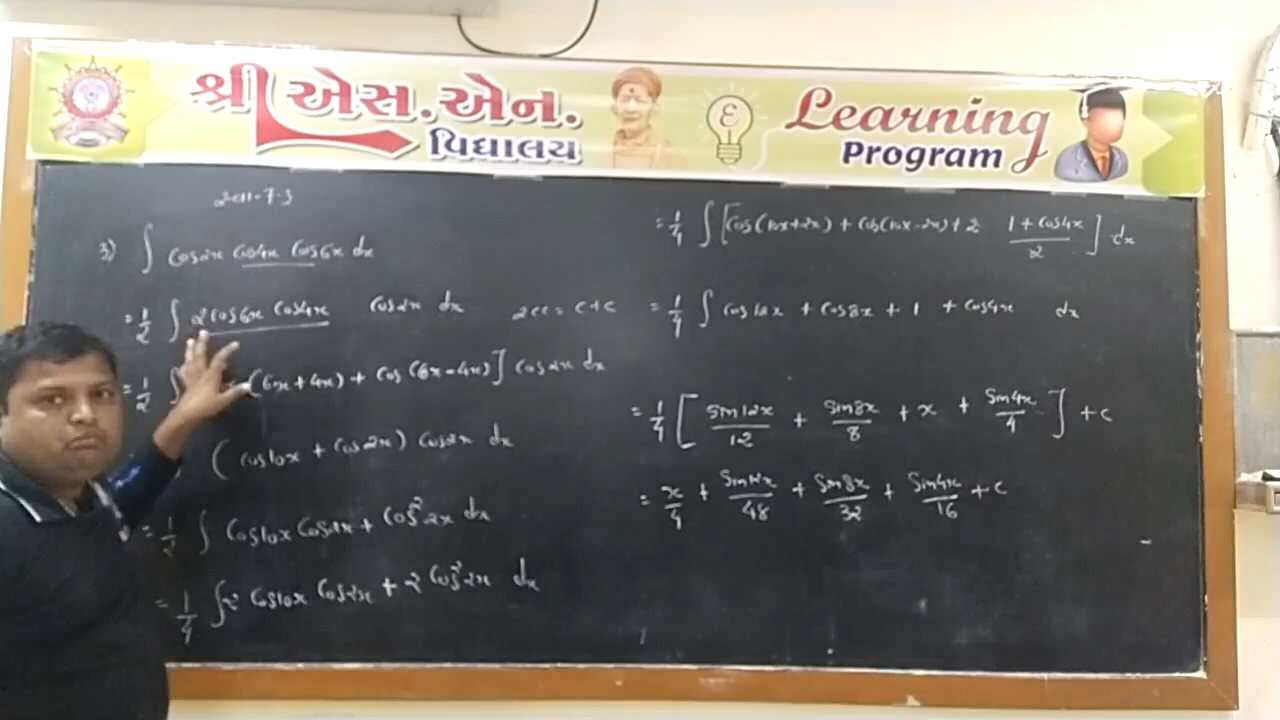 શ્રી એસ.એન.
વિદ્યાલય
Learning
Program
7.3
3) ∫ cos2x cos4x cos6x dx
= 1/2 ∫ 2cos6x cos4x cos2x dx 2cc = c+c
= 1/2 ∫ (6x+4x) + cos(6x-4x)] cos2x dx
(cos10x + cos2x) cos2x dx
= 1/2 ∫ cos10x cos2x + cos²2x dx
= 1/4 ∫ 2 cos10x cos2x + 2 cos²2x dx
= 1/4 ∫ [cos(10x+2x) + cos(10x-2x) + 2 (1+cos4x)/2] dx
= 1/4 ∫ cos12x + cos8x + 1 + cos4x dx
= 1/4 [ sin12x/12 + sin8x/8 + x + sin4x/4 ] + c
= x/4 + sin12x/48 + sin8x/32 + sin4x/16 + c